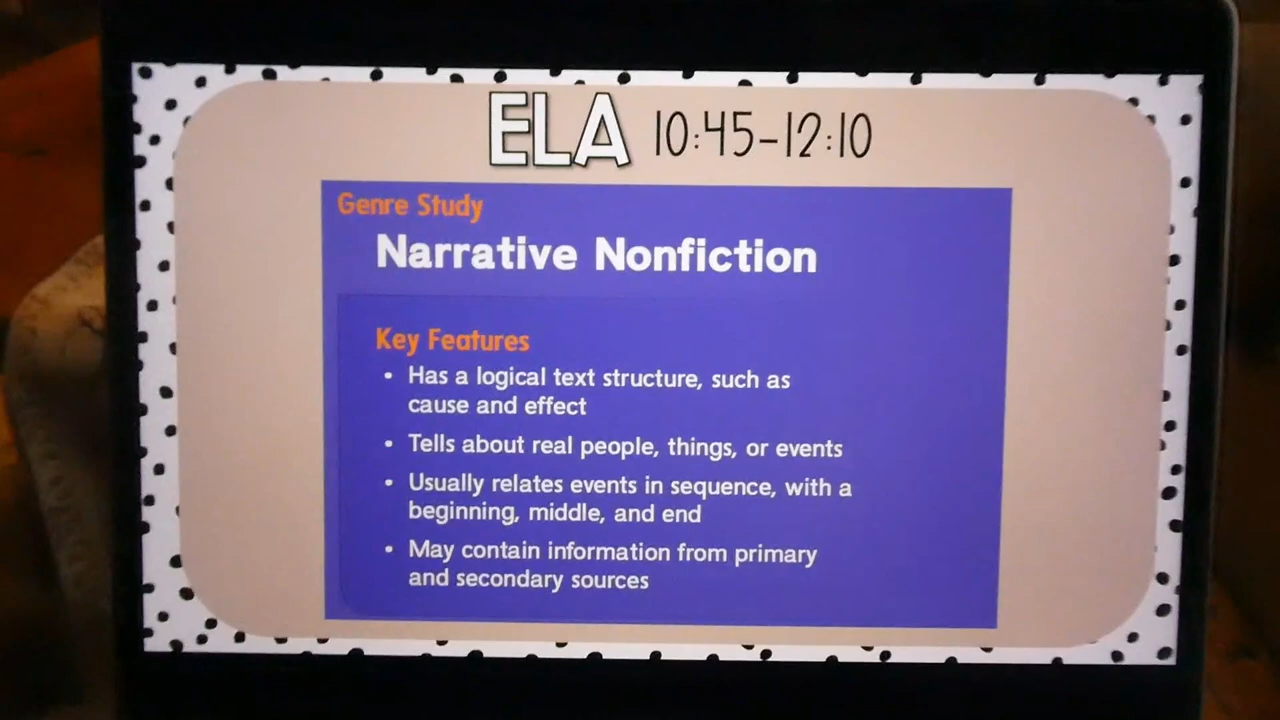 ELA 10:45-12:10
Genre Study
Narrative Nonfiction
Key Features
• Has a logical text structure, such as
cause and effect
• Tells about real people, things, or events
• Usually relates events in sequence, with a
beginning, middle, and end
• May contain information from primary
and secondary sources